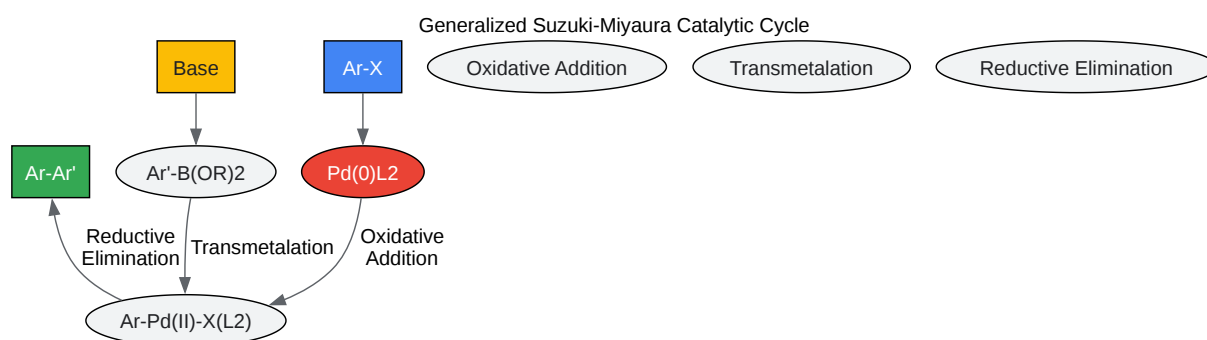 Generalized Suzuki-Miyaura Catalytic Cycle
Base
Ar-X
Oxidative Addition
Transmetalation
Reductive Elimination
Ar-Ar'
Ar'-B(OR)2
Pd(0)L2
Reductive
Elimination
Transmetalation
Oxidative
Addition
Ar-Pd(II)-X(L2)